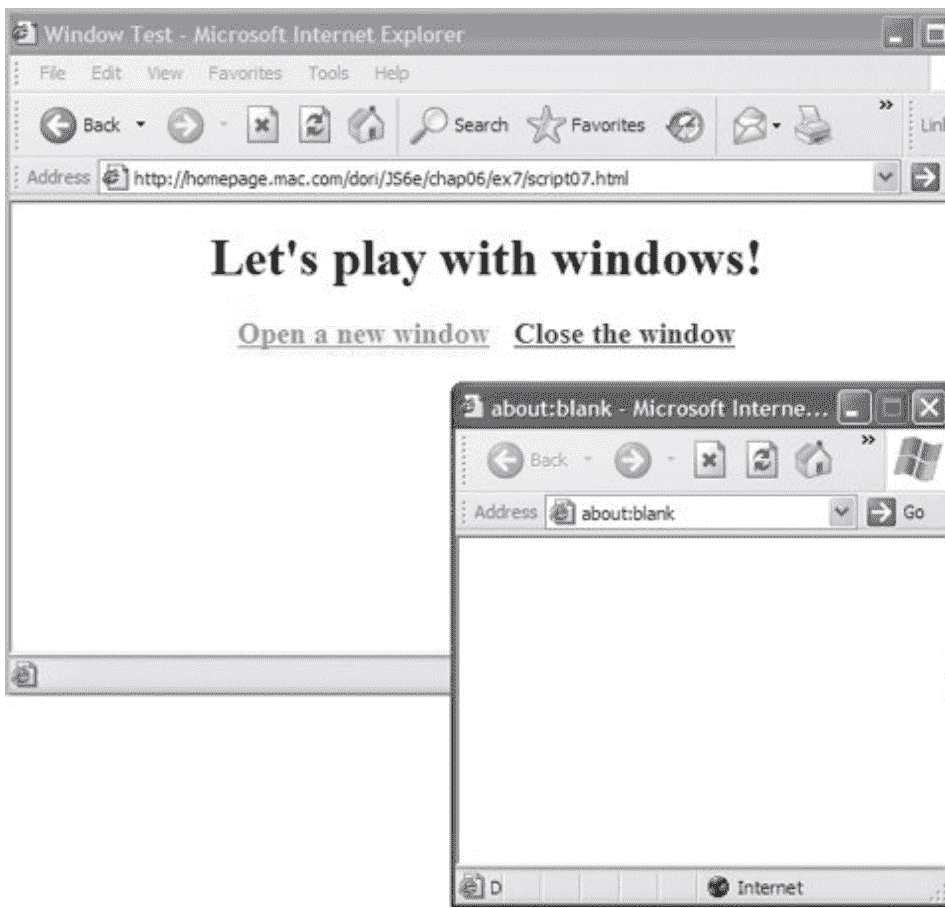 Window Test - Microsoft Internet Explorer
File Edit View Favorites Tools Help
Back Search Favorites »
Address http://homepage.mac.com/dori/JS6e/chap06/ex7/script07.html
Let's play with windows!
Open a new window Close the window
about:blank - Microsoft Interne...
Back »
Address about:blank Go
D Internet